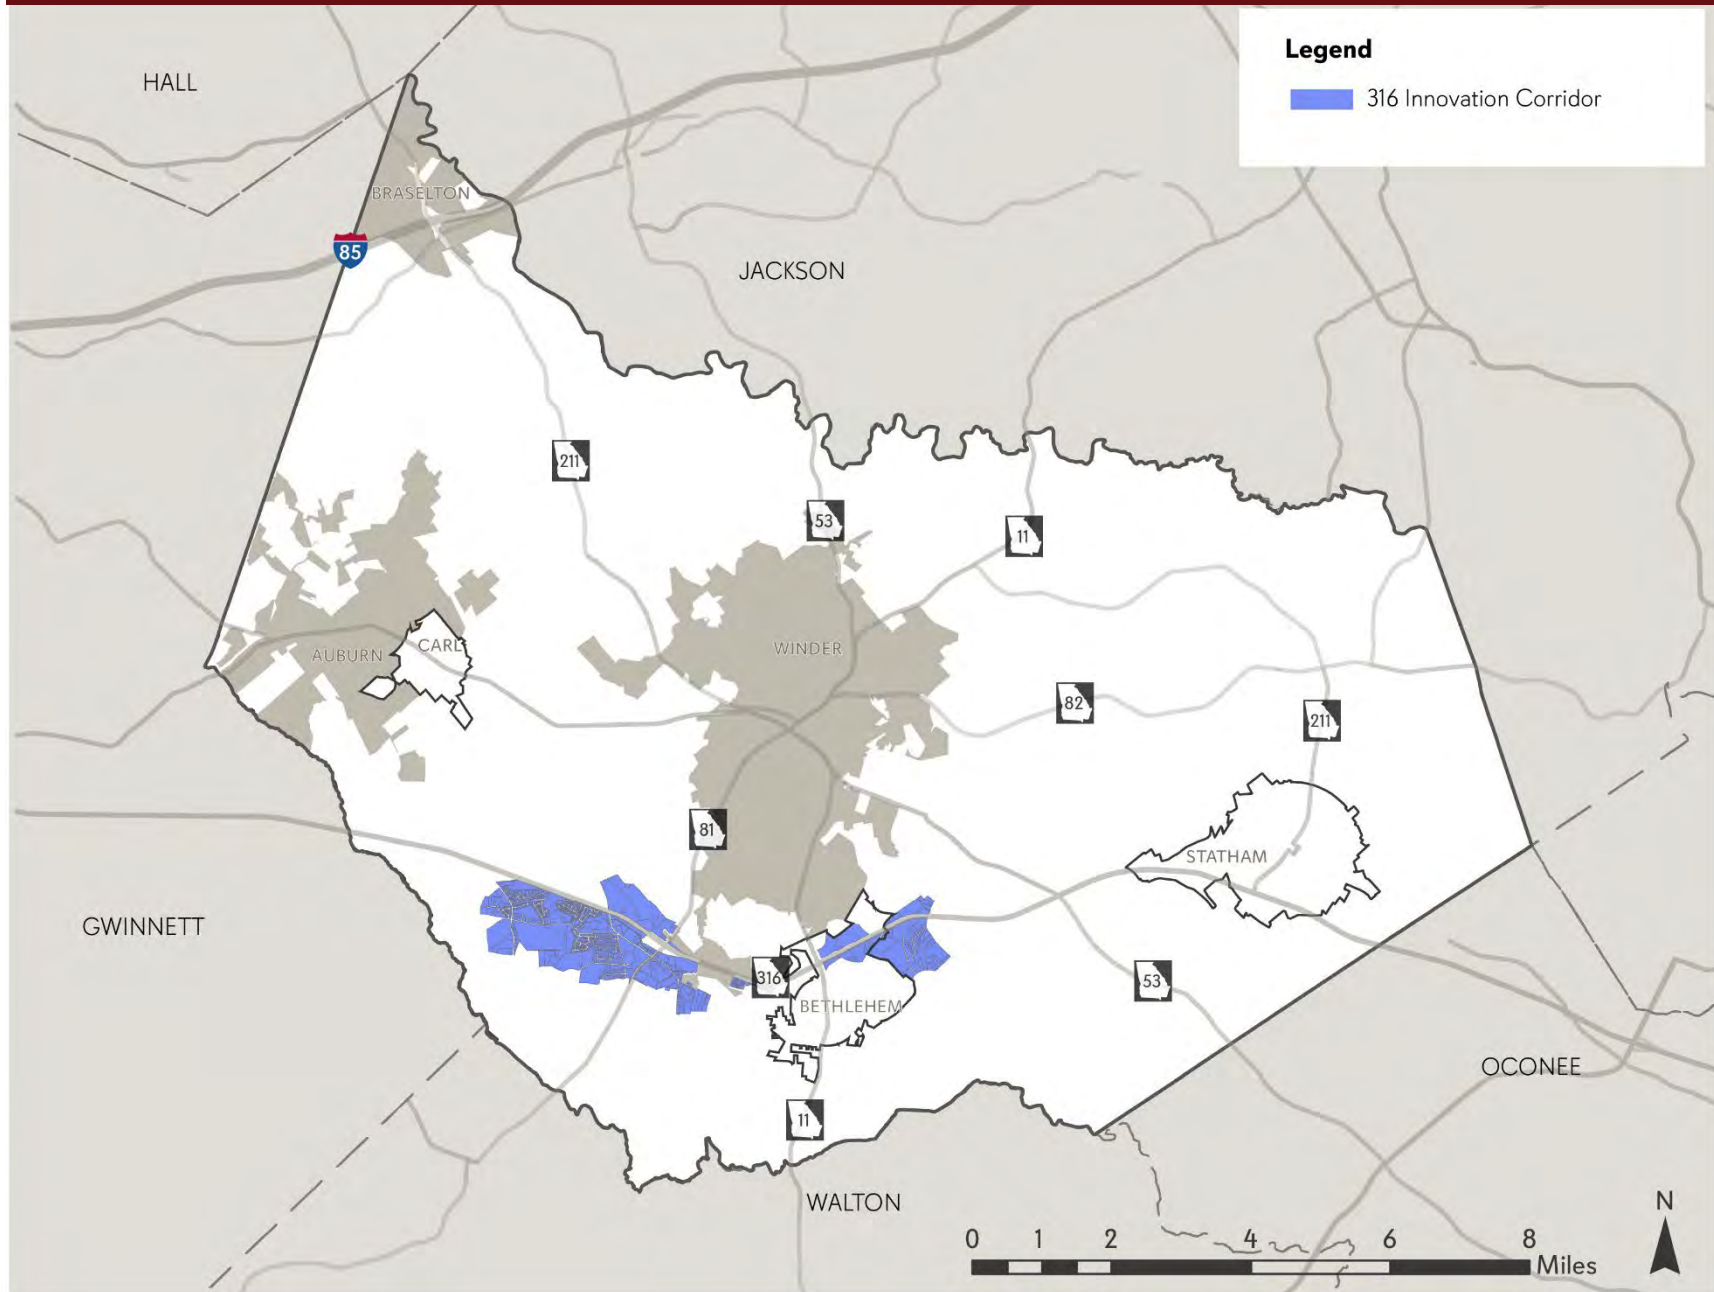 Legend
316 Innovation Corridor
HALL
BRASELTON
85
JACKSON
211
53
11
CARL
AUBURN
WINDER
82
211
81
STATHAM
GWINNETT
316
53
BETHLEHEM
OCONEE
11
WALTON
N
0 1 2 4 6 8
Miles